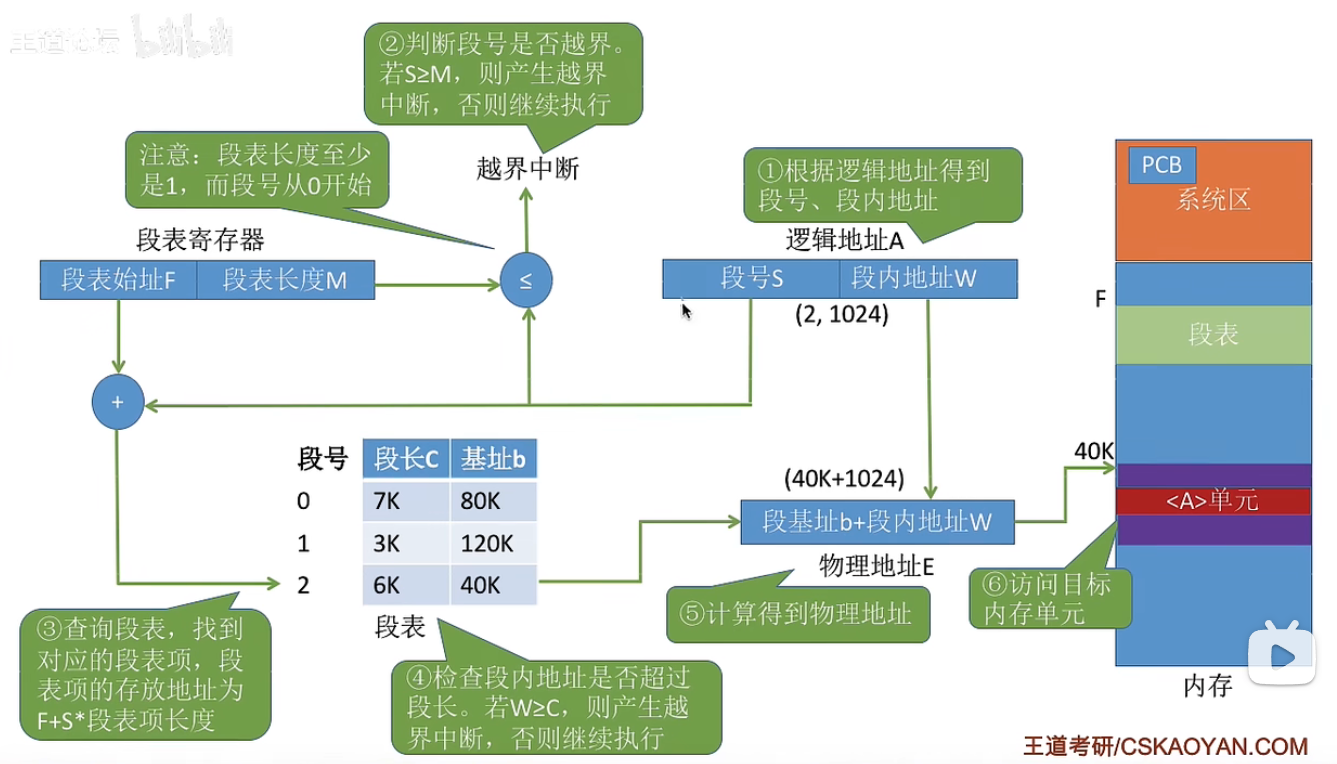 王道论坛 bilibili
②判断段号是否越界。
若S≥M，则产生越界
中断，否则继续执行
注意：段表长度至少
是1，而段号从0开始
越界中断
①根据逻辑地址得到
段号、段内地址
PCB
系统区
段表寄存器
逻辑地址A
段表始址F 段表长度M
≤
段号S 段内地址W
(2, 1024)
F
段表
+
40K
段号 段长C 基址b
0 7K 80K
1 3K 120K
2 6K 40K
段表
(40K+1024)
段基址b+段内地址W
物理地址E
<A>单元
③查询段表，找到
对应的段表项，段
表项的存放地址为
F+S*段表项长度
④检查段内地址是否超过
段长。若W≥C，则产生越
界中断，否则继续执行
⑤计算得到物理地址
⑥访问目标
内存单元
内存
王道考研/CSKAOYAN.COM